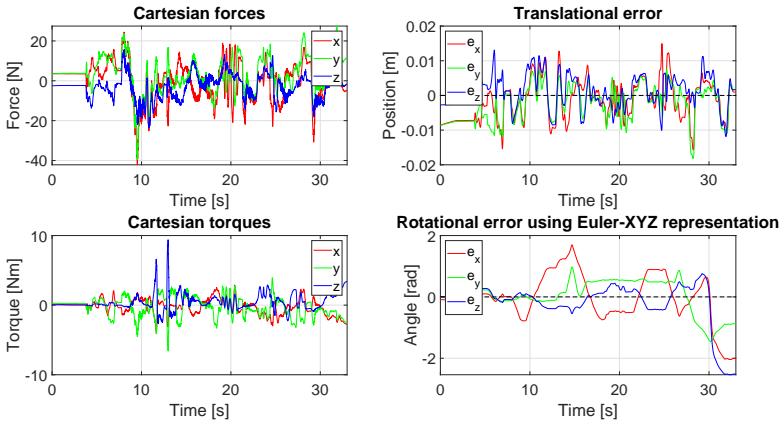 Cartesian forces
20
0
-20
-40
Force [N]
x
y
z
0
10
20
30
Time [s]
Translational error
0.02
0.01
0
-0.01
-0.02
Position [m]
e_x
e_y
e_z
0
10
20
30
Time [s]
Cartesian torques
10
0
-10
Torque [Nm]
x
y
z
0
10
20
30
Time [s]
Rotational error using Euler-XYZ representation
2
0
-2
Angle [rad]
e_x
e_y
e_z
0
10
20
30
Time [s]